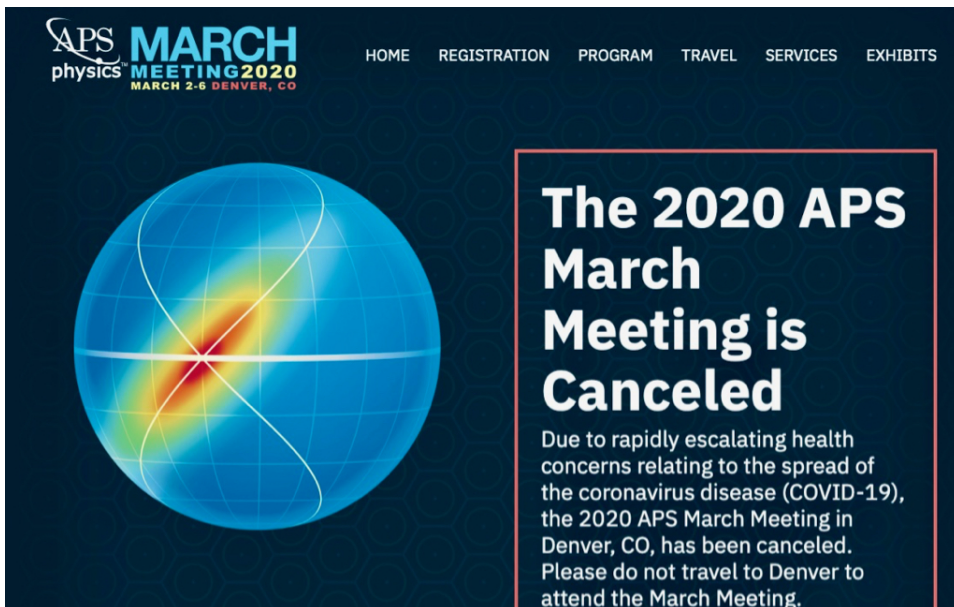 APS
physics™
MARCH
MEETING2020
MARCH 2-6 DENVER, CO
HOME REGISTRATION PROGRAM TRAVEL SERVICES EXHIBITS
The 2020 APS
March
Meeting is
Canceled
Due to rapidly escalating health
concerns relating to the spread of
the coronavirus disease (COVID-19),
the 2020 APS March Meeting in
Denver, CO, has been canceled.
Please do not travel to Denver to
attend the March Meeting.